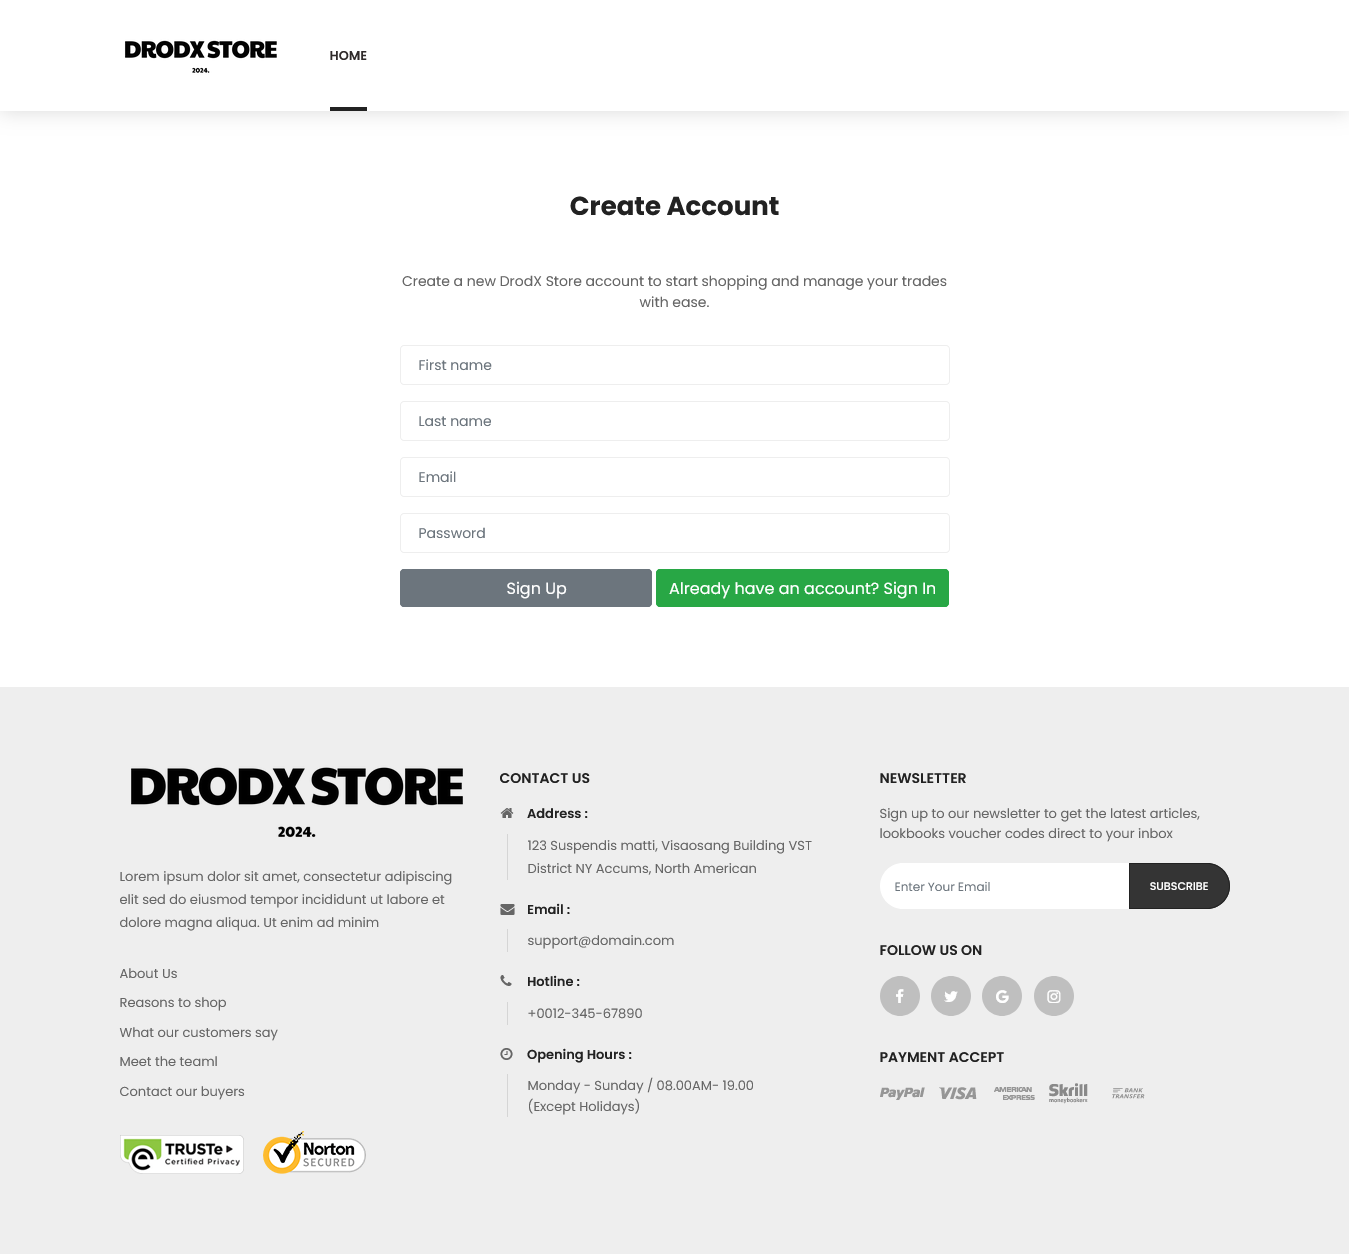 DRODX STORE
2024.
HOME
Create Account
Create a new DrodX Store account to start shopping and manage your trades
with ease.
First name
Last name
Email
Password
Sign Up
Already have an account? Sign In
DRODX STORE
2024.
Lorem ipsum dolor sit amet, consectetur adipiscing
elit sed do eiusmod tempor incididunt ut labore et
dolore magna aliqua. Ut enim ad minim
About Us
Reasons to shop
What our customers say
Meet the teaml
Contact our buyers
TRUSTe
Certified Privacy
Norton
SECURED
CONTACT US
Address :
123 Suspendis matti, Visaosang Building VST
District NY Accums, North American
Email :
support@domain.com
Hotline :
+0012-345-67890
Opening Hours :
Monday - Sunday / 08.00AM- 19.00
(Except Holidays)
NEWSLETTER
Sign up to our newsletter to get the latest articles,
lookbooks voucher codes direct to your inbox
Enter Your Email
SUBSCRIBE
FOLLOW US ON
PAYMENT ACCEPT
PayPal
VISA
AMERICAN
EXPRESS
Skrill
moneybookers
BANK
TRANSFER